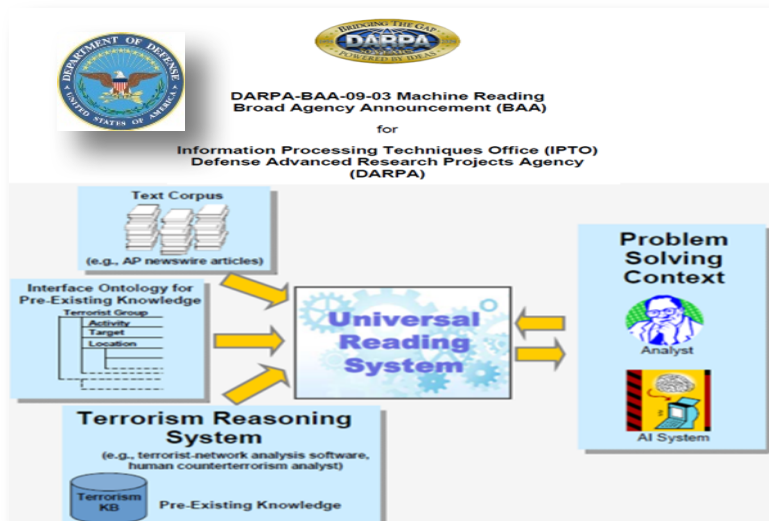 DEPARTMENT OF DEFENSE
UNITED STATES OF AMERICA
BRIDGING THE GAP
DARPA
POWERED BY IDEAS
DARPA-BAA-09-03 Machine Reading
Broad Agency Announcement (BAA)
for
Information Processing Techniques Office (IPTO)
Defense Advanced Research Projects Agency
(DARPA)
Text Corpus
(e.g., AP newswire articles)
Interface Ontology for
Pre-Existing Knowledge
Terrorist Group
Activity
Target
Location
Terrorism Reasoning
System
(e.g., terrorist-network analysis software,
human counterterrorism analyst)
Terrorism
KB
Pre-Existing Knowledge
Universal
Reading
System
Problem
Solving
Context
Analyst
AI System